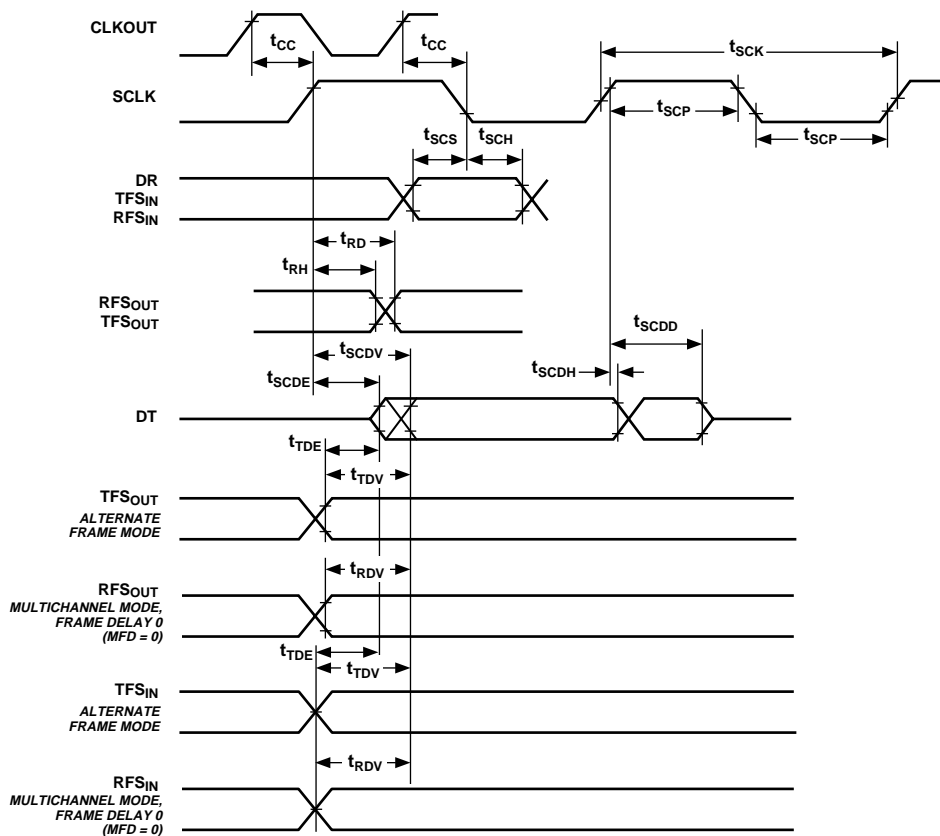 CLKOUT
tCC
tCC
tSCK
SCLK
tSCP
tSCP
tSCS
tSCH
DR
TFSIN
RFSIN
tRD
tRH
RFSOUT
TFSOUT
tSCDD
tSCDV
tSCDH
tSCDE
DT
tTDE
tTDV
TFSOUT
ALTERNATE
FRAME MODE
tRDV
RFSOUT
MULTICHANNEL MODE,
FRAME DELAY 0
(MFD = 0)
tTDE
tTDV
TFSIN
ALTERNATE
FRAME MODE
tRDV
RFSIN
MULTICHANNEL MODE,
FRAME DELAY 0
(MFD = 0)